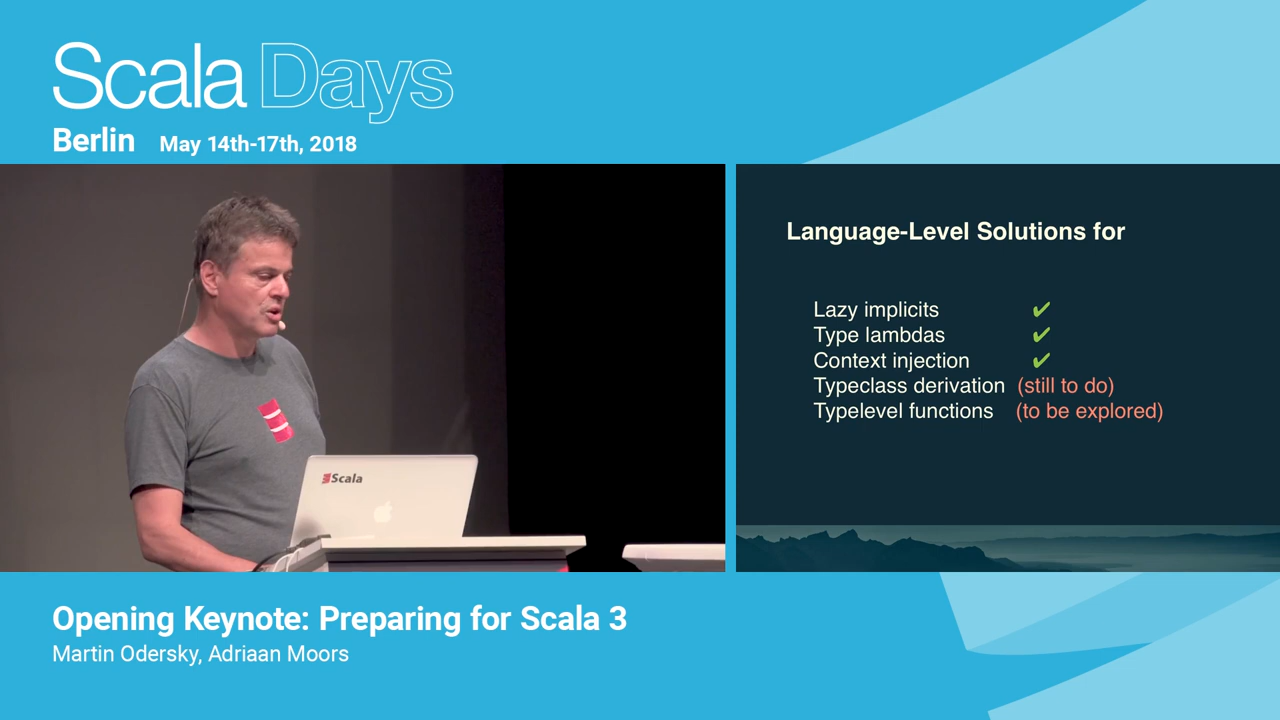 Scala Days
Berlin May 14th-17th, 2018
Language-Level Solutions for
Lazy implicits ✔
Type lambdas ✔
Context injection ✔
Typeclass derivation (still to do)
Typelevel functions (to be explored)
Scala
Opening Keynote: Preparing for Scala 3
Martin Odersky, Adriaan Moors